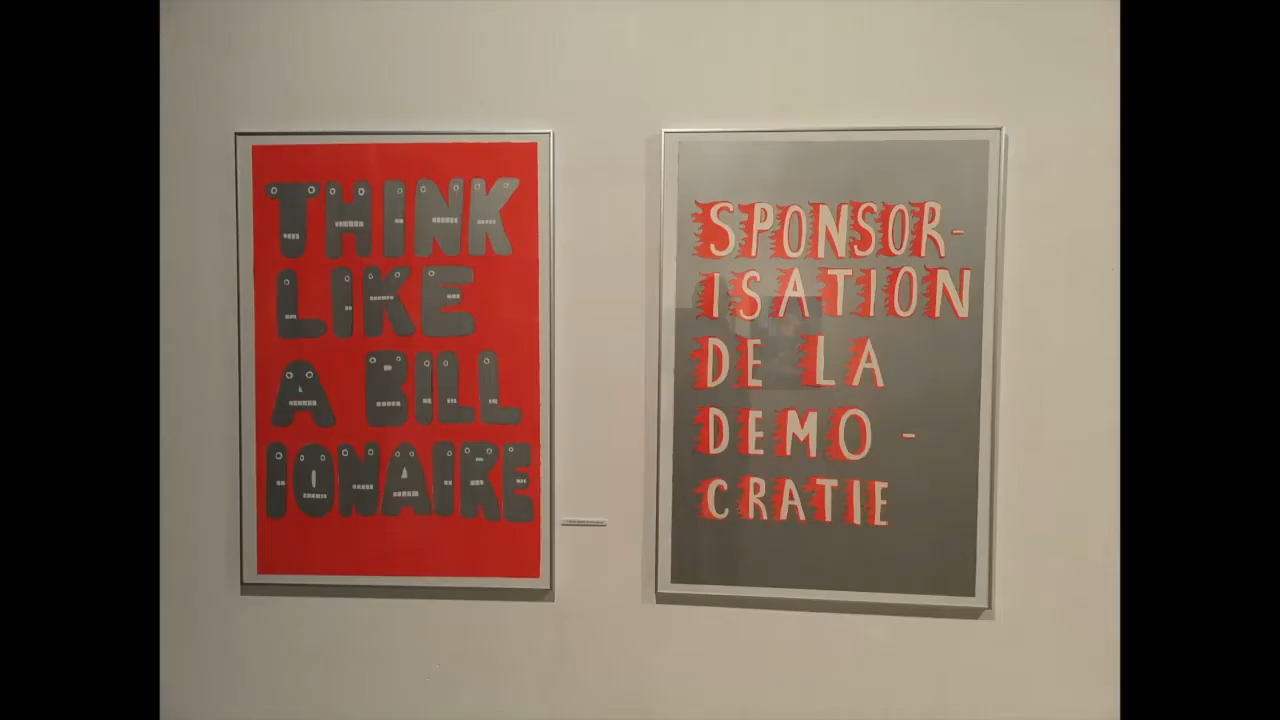 THINK
LIKE
A BILL
IONAIRE
SPONSOR-
ISATION
DE LA
DEMO-
CRATIE